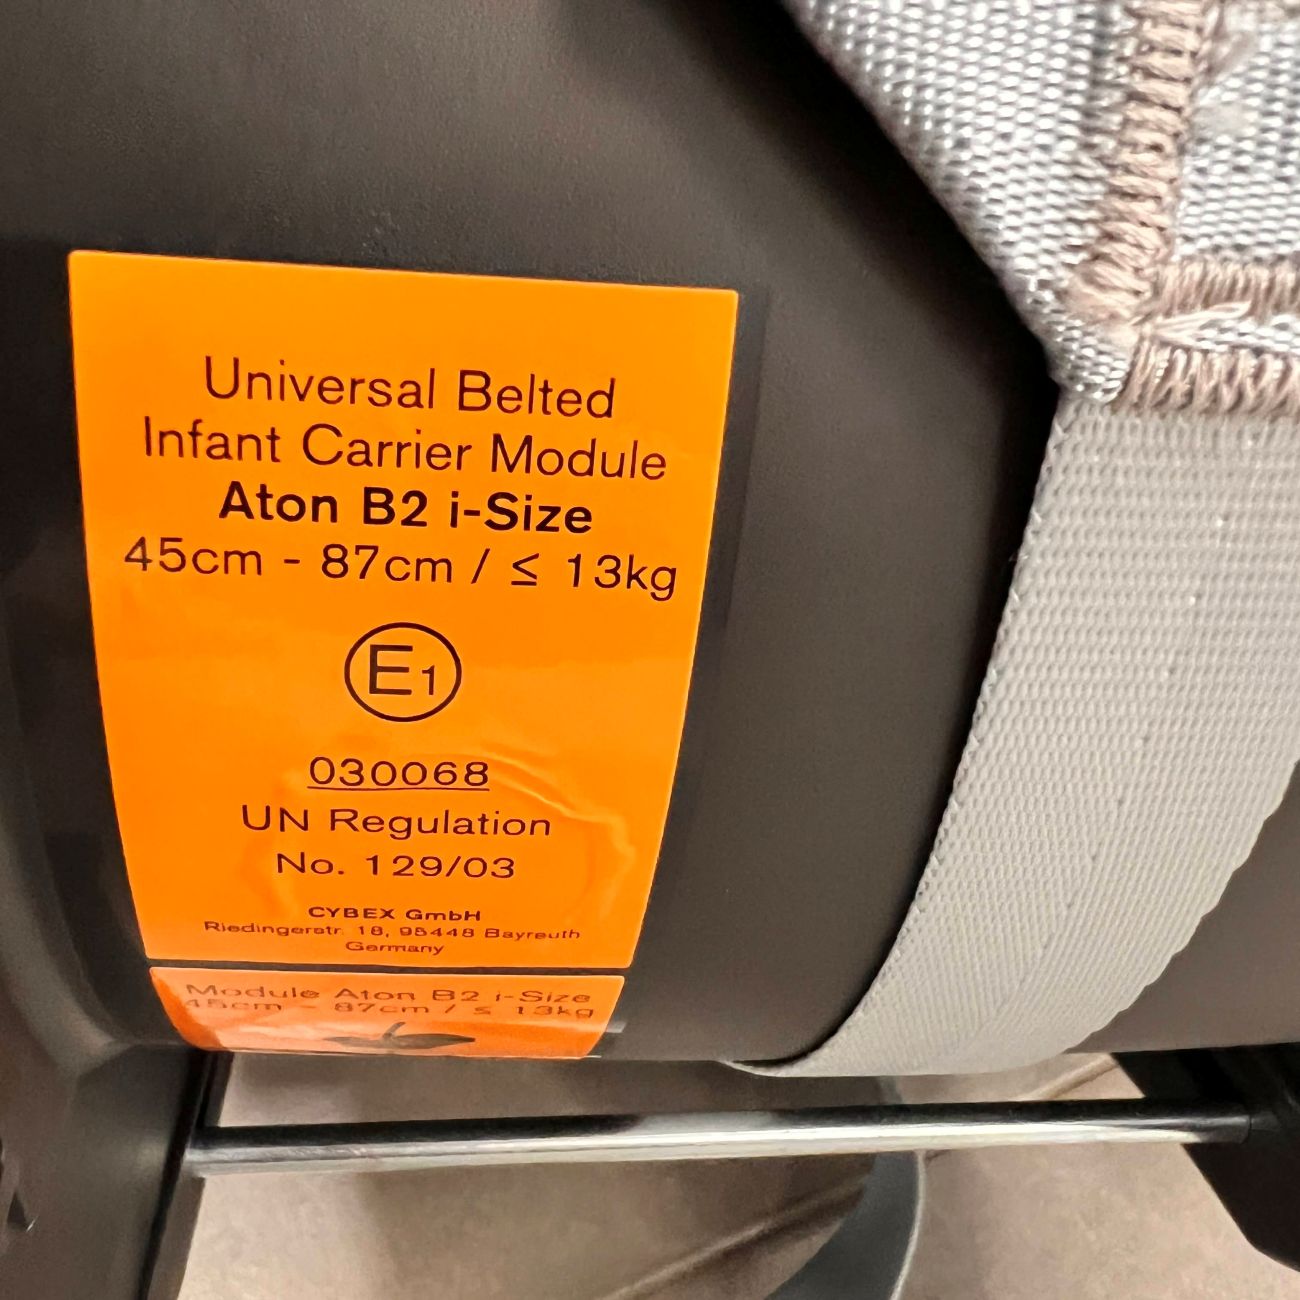 Universal Belted
Infant Carrier Module
Aton B2 i-Size
45cm - 87cm / ≤ 13kg
E1
030068
UN Regulation
No. 129/03
CYBEX GmbH
Riedingerstr. 18, 95448 Bayreuth
Germany
Module Aton B2 i-Size
45cm - 87cm / ≤ 13kg